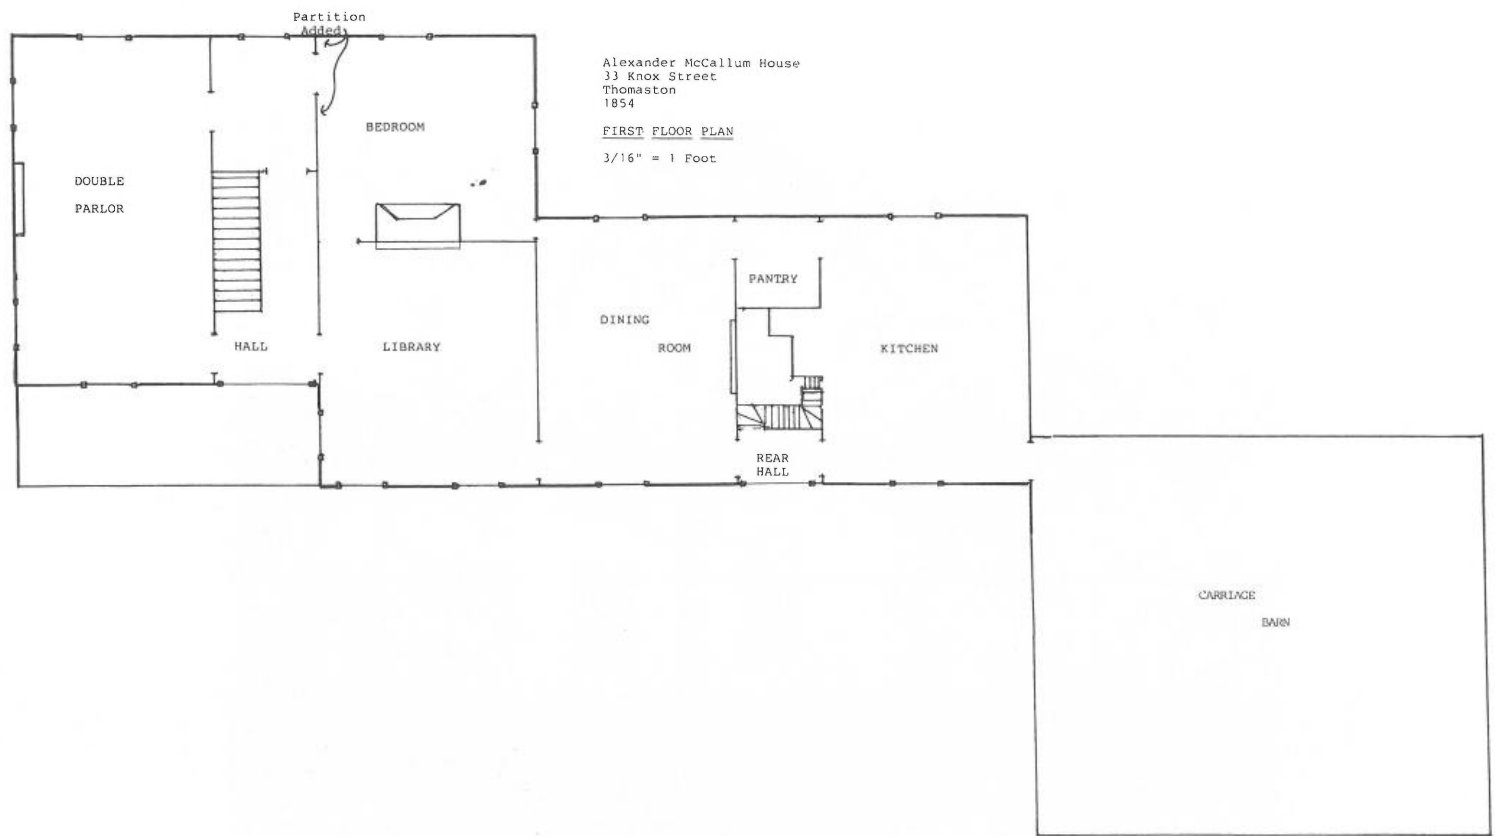 Partition
Added
Alexander McCallum House
33 Knox Street
Thomaston
1854
FIRST FLOOR PLAN
3/16" = 1 Foot
BEDROOM
DOUBLE
PARLOR
PANTRY
DINING
ROOM
HALL
LIBRARY
KITCHEN
REAR
HALL
CARRIAGE
BARN